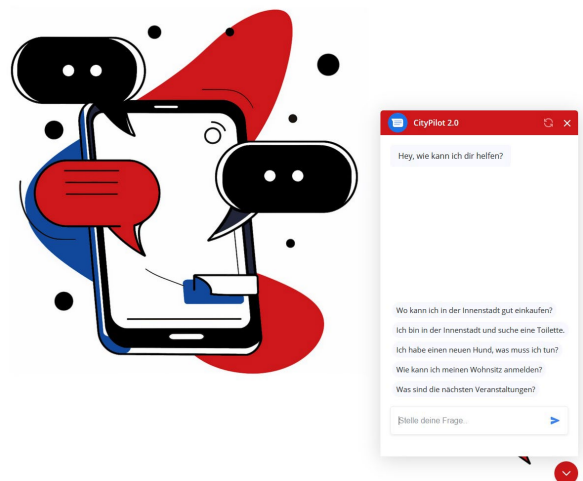 CityPilot 2.0
Hey, wie kann ich dir helfen?
Wo kann ich in der Innenstadt gut einkaufen?
Ich bin in der Innenstadt und suche eine Toilette.
Ich habe einen neuen Hund, was muss ich tun?
Wie kann ich meinen Wohnsitz anmelden?
Was sind die nächsten Veranstaltungen?
Stelle deine Frage..